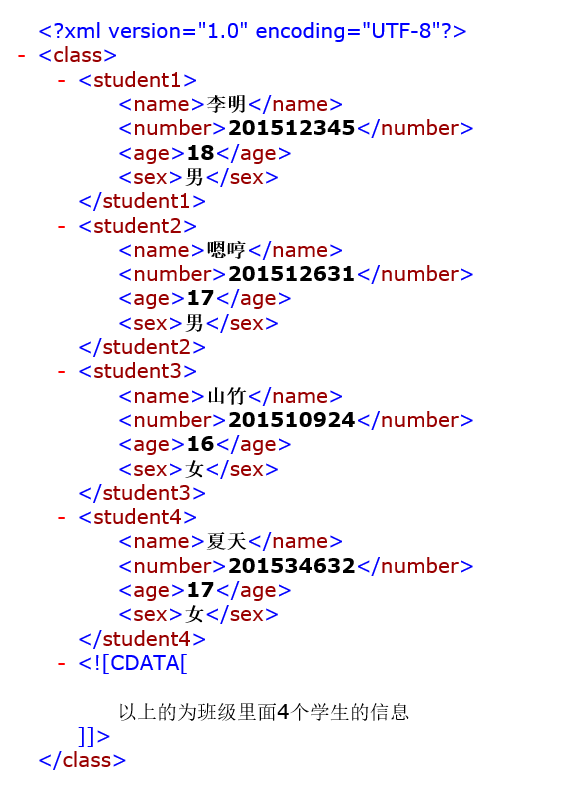 <?xml version="1.0" encoding="UTF-8"?>
- <class>
- <student1>
<name>李明</name>
<number>201512345</number>
<age>18</age>
<sex>男</sex>
</student1>
- <student2>
<name>嗯哼</name>
<number>201512631</number>
<age>17</age>
<sex>男</sex>
</student2>
- <student3>
<name>山竹</name>
<number>201510924</number>
<age>16</age>
<sex>女</sex>
</student3>
- <student4>
<name>夏天</name>
<number>201534632</number>
<age>17</age>
<sex>女</sex>
</student4>
- <![CDATA[
以上的为班级里面4个学生的信息
]]>
</class>